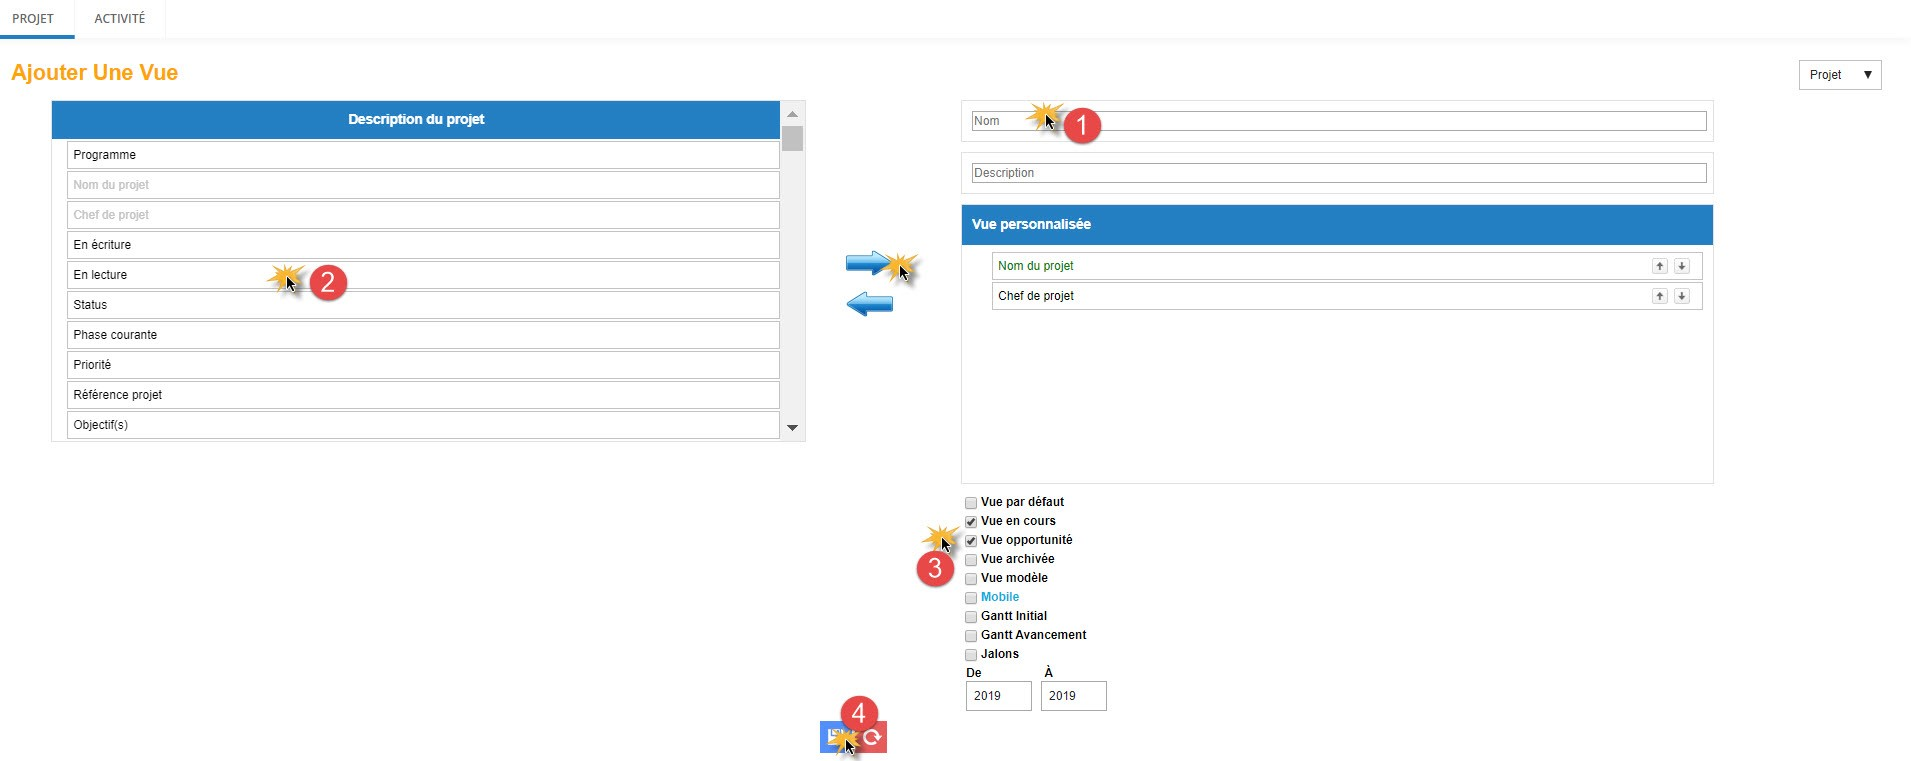 PROJET
ACTIVITÉ
Ajouter Une Vue
Projet
Description du projet
Programme
Nom du projet
Chef de projet
En écriture
En lecture
2
Status
Phase courante
Priorité
Référence projet
Objectif(s)
Nom
1
Description
Vue personnalisée
Nom du projet
Chef de projet
Vue par défaut
Vue en cours
Vue opportunité
Vue archivée
3
Vue modèle
Mobile
Gantt Initial
Gantt Avancement
Jalons
De À
2019 2019
4